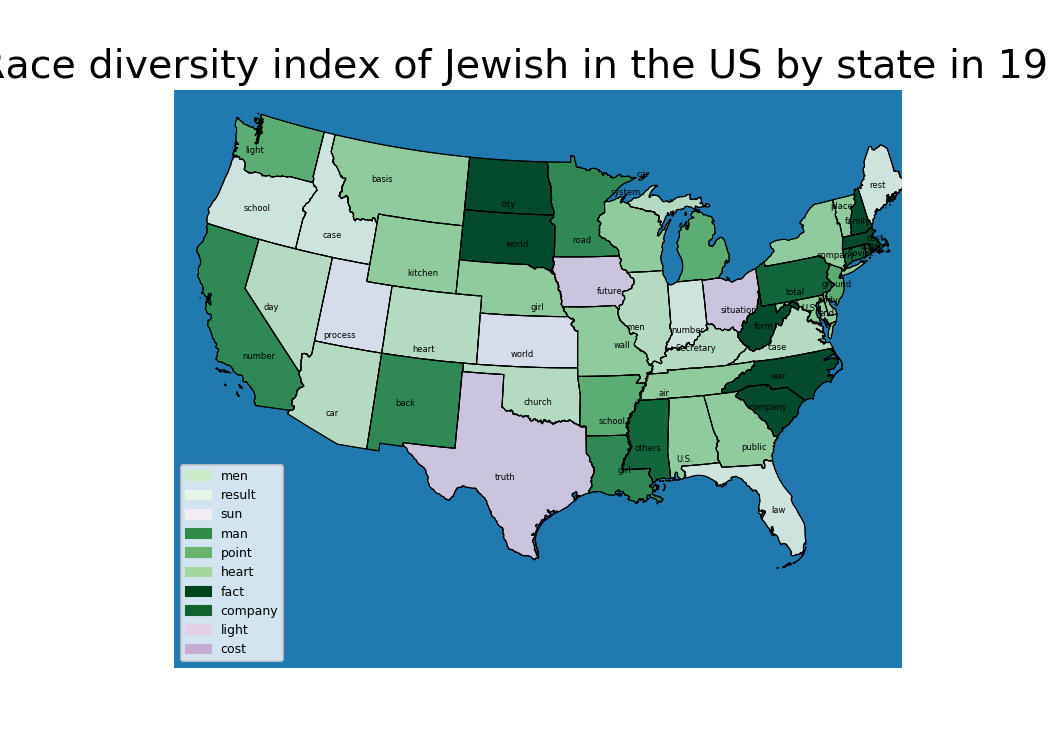 Race diversity index of Jewish in the US by state in 19
light
school
basis
case
city
world
road
system
rest
place
family
kitchen
day
process
number
heart
girl
future
men
number
situation
total
company
ground
U.S.
form
world
wall
Secretary
case
car
back
church
air
war
school
company
others
public
U.S.
girl
truth
law
men
result
sun
man
point
heart
fact
company
light
cost